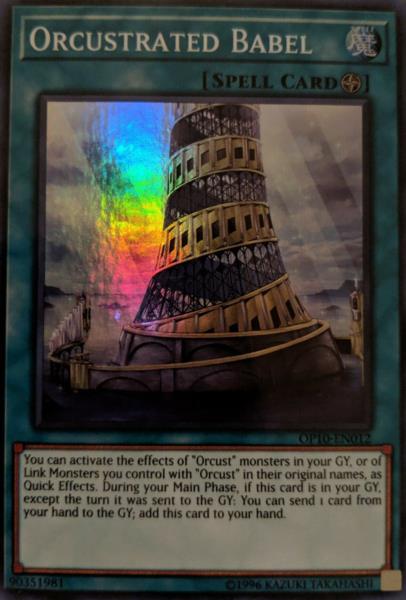 Orcustrated Babel 魔
[Spell Card]
OP10-EN012
You can activate the effects of "Orcust" monsters in your GY, or of
Link Monsters you control with "Orcust" in their original names, as
Quick Effects. During your Main Phase, if this card is in your GY,
except the turn it was sent to the GY: You can send 1 card from
your hand to the GY; add this card to your hand.
90351981 ©1996 KAZUKI TAKAHASHI